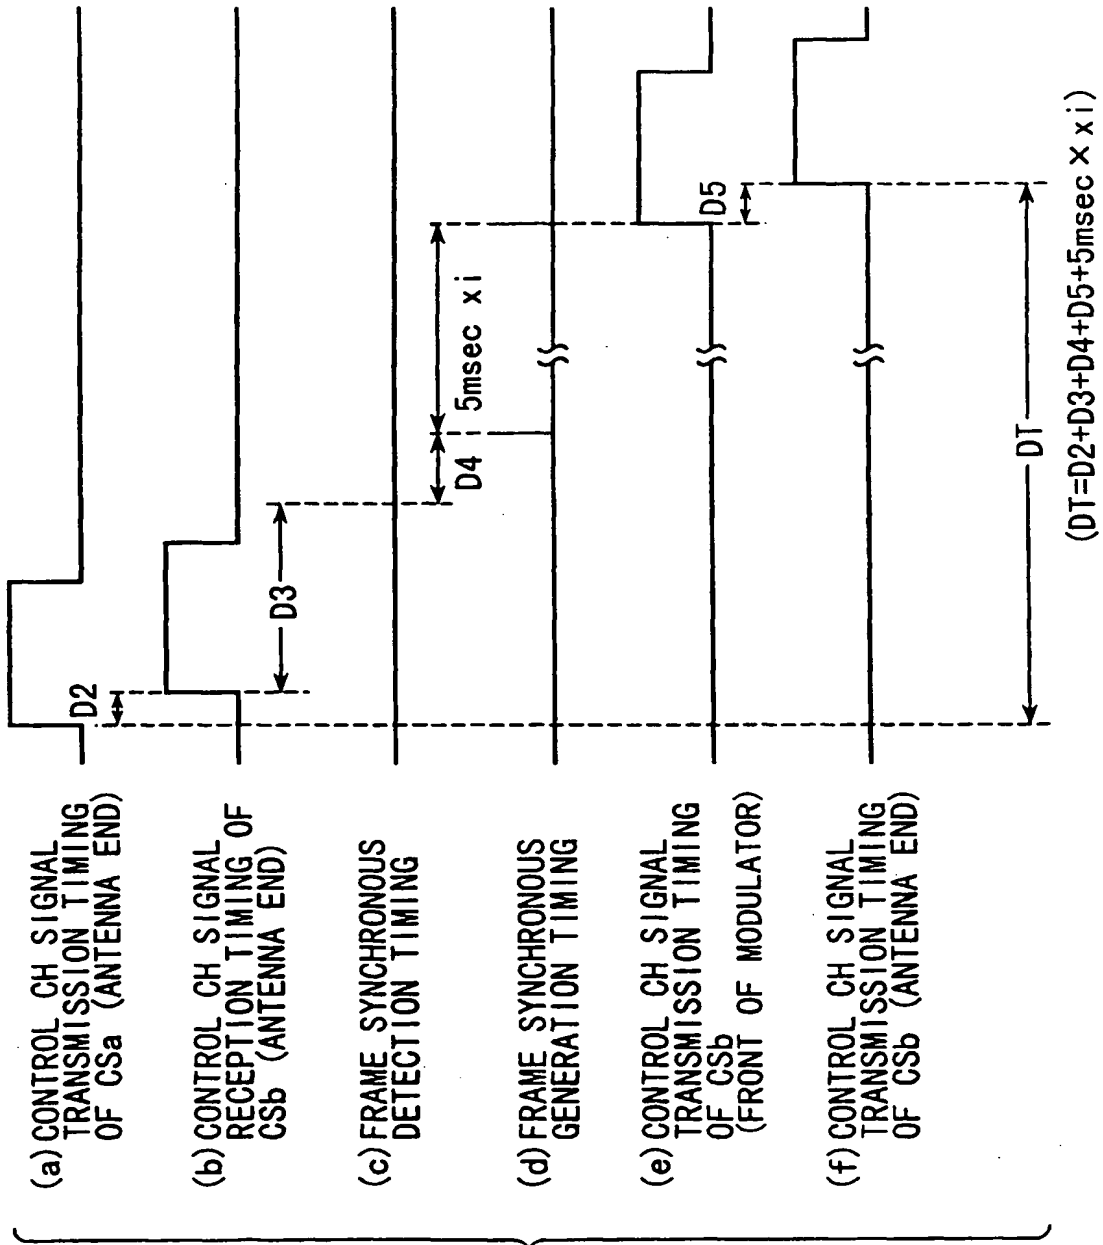 (a) CONTROL CH SIGNAL
TRANSMISSION TIMING
OF CSa (ANTENNA END)
(b) CONTROL CH SIGNAL
RECEPTION TIMING OF
CSb (ANTENNA END)
(c) FRAME SYNCHRONOUS
DETECTION TIMING
(d) FRAME SYNCHRONOUS
GENERATION TIMING
(e) CONTROL CH SIGNAL
TRANSMISSION TIMING
OF CSb
(FRONT OF MODULATOR)
(f) CONTROL CH SIGNAL
TRANSMISSION TIMING
OF CSb (ANTENNA END)
D2
D3
D4
5msec xi
D5
DT
(DT=D2+D3+D4+D5+5msec × xi)